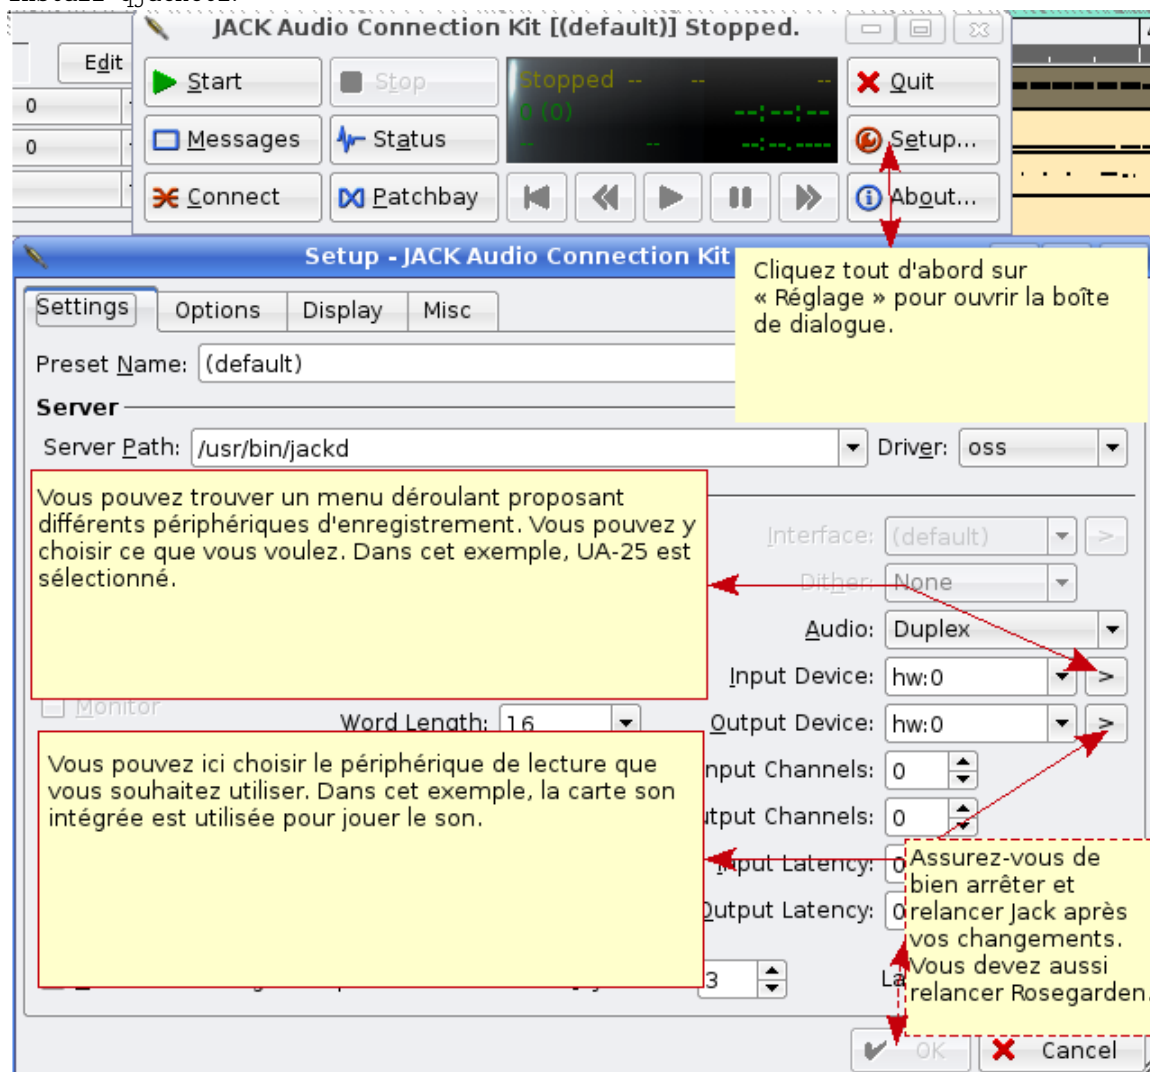 JACK Audio Connection Kit [(default)] Stopped.
Edit
Start
Stop
Stopped -- -- --
Quit
0
0 (0) --:--:--
0
Messages
Status
-- -- --:--.----
Setup...
Connect
Patchbay
About...
Setup - JACK Audio Connection Kit
Cliquez tout d'abord sur
« Réglage » pour ouvrir la boîte
de dialogue.
Settings
Options
Display
Misc
Preset Name: (default)
Server
Server Path: /usr/bin/jackd
Driver: oss
Vous pouvez trouver un menu déroulant proposant
différents périphériques d'enregistrement. Vous pouvez y
choisir ce que vous voulez. Dans cet exemple, UA-25 est
sélectionné.
Interface: (default) >
Dither: None
Audio: Duplex
Input Device: hw:0 >
Monitor
Word Length: 16
Output Device: hw:0 >
Vous pouvez ici choisir le périphérique de lecture que
vous souhaitez utiliser. Dans cet exemple, la carte son
intégrée est utilisée pour jouer le son.
Channels: 0
Channels: 0
Input Latency: 0
Output Latency: 0
Assurez-vous de
bien arrêter et
relancer Jack après
vos changements.
Vous devez aussi
relancer Rosegarden.
3
OK
Cancel